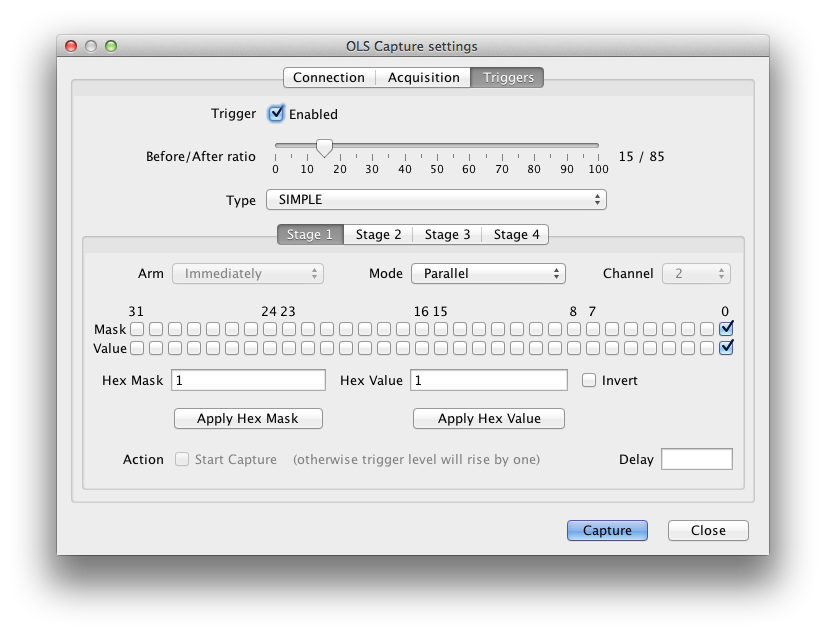 OLS Capture settings
Connection Acquisition Triggers
Trigger Enabled
Before/After ratio 15 / 85
0 10 20 30 40 50 60 70 80 90 100
Type SIMPLE
Stage 1 Stage 2 Stage 3 Stage 4
Arm Immediately Mode Parallel Channel 2
31 24 23 16 15 8 7 0
Mask
Value
Hex Mask 1 Hex Value 1 Invert
Apply Hex Mask Apply Hex Value
Action Start Capture (otherwise trigger level will rise by one) Delay
Capture Close